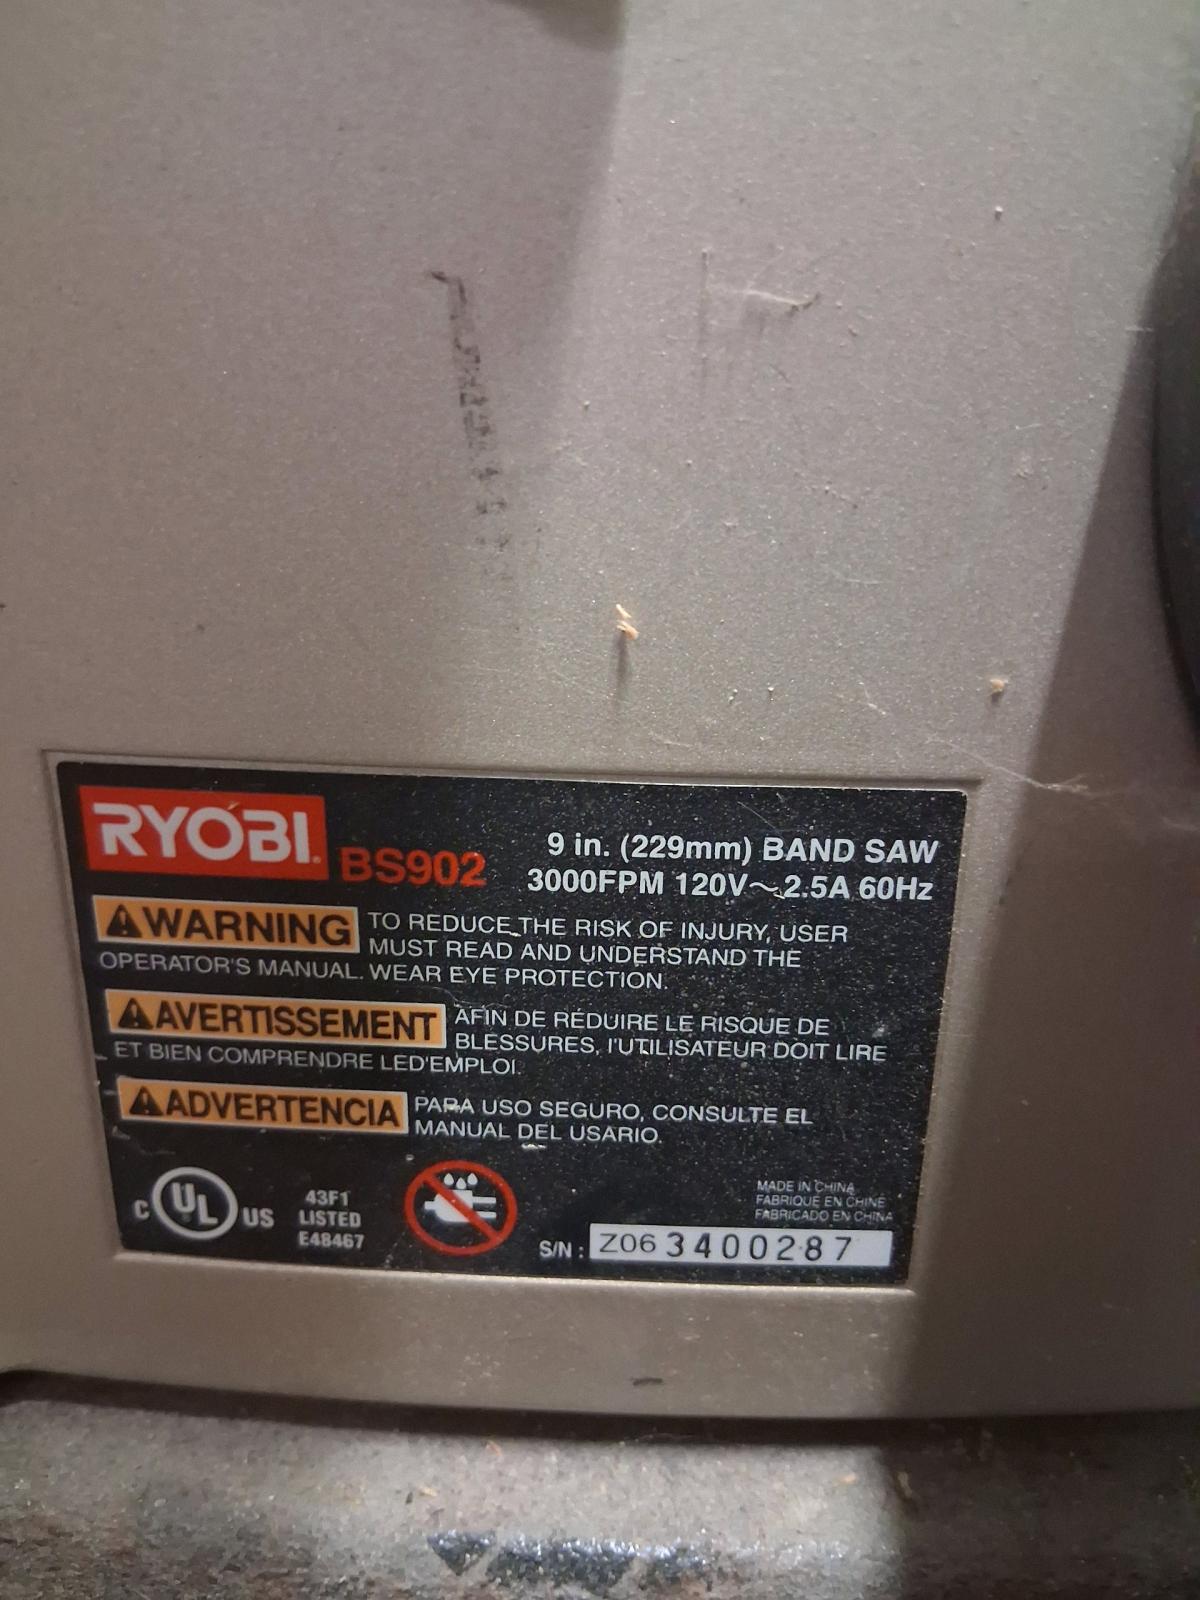 RYOBI BS902
9 in. (229mm) BAND SAW
3000FPM 120V~2.5A 60Hz
⚠WARNING TO REDUCE THE RISK OF INJURY, USER
MUST READ AND UNDERSTAND THE
OPERATOR'S MANUAL. WEAR EYE PROTECTION.
⚠AVERTISSEMENT AFIN DE RÉDUIRE LE RISQUE DE
BLESSURES, I'UTILISATEUR DOIT LIRE
ET BIEN COMPRENDRE LED'EMPLOI.
⚠ADVERTENCIA PARA USO SEGURO, CONSULTE EL
MANUAL DEL USARIO.
C UL US
43F1
LISTED
E48467
MADE IN CHINA
FABRIQUE EN CHINE
FABRICADO EN CHINA
S/N : Z063400287